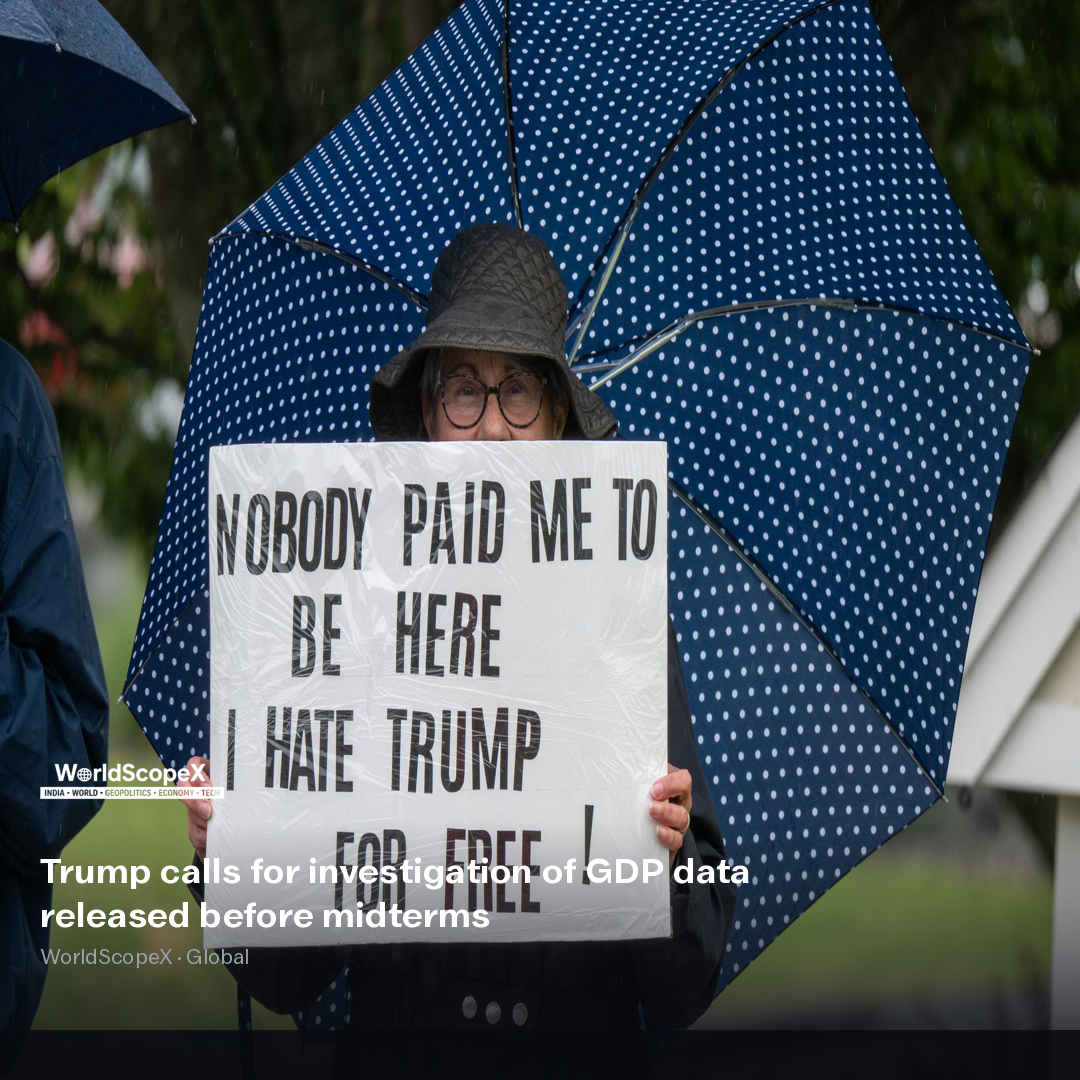 NOBODY PAID ME TO
BE HERE
I HATE TRUMP
FOR FREE !
WorldScopeX
INDIA • WORLD • GEOPOLITICS • ECONOMY • TECH
Trump calls for investigation of GDP data
released before midterms
WorldScopeX · Global